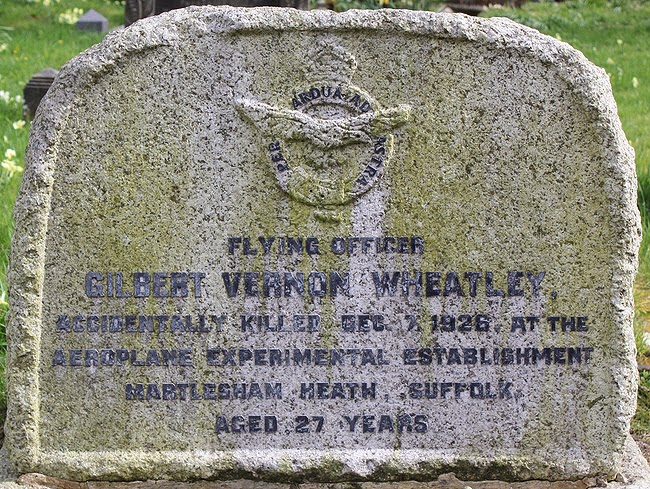 PER ARDUA AD ASTRA
FLYING OFFICER
GILBERT VERNON WHEATLEY,
ACCIDENTALLY KILLED DEC. 7, 1926. AT THE
AEROPLANE EXPERIMENTAL ESTABLISHMENT
MARTLESHAM HEATH, SUFFOLK.
AGED 27 YEARS